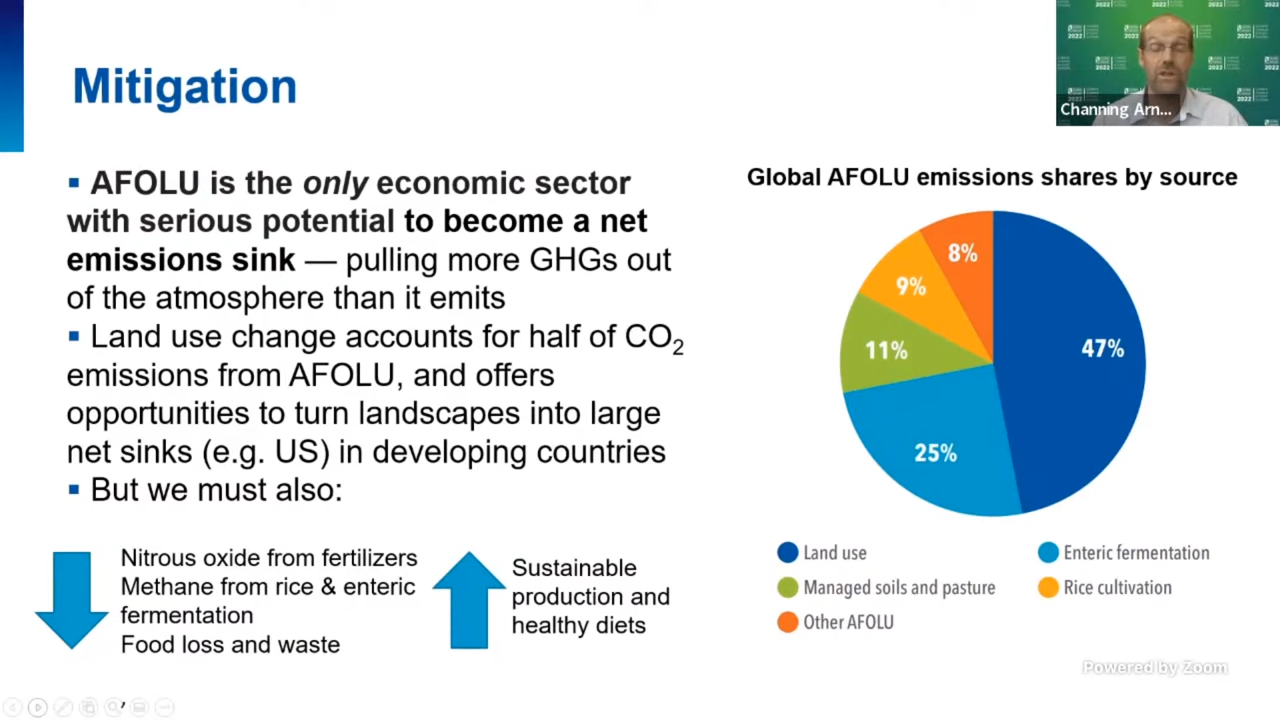 Mitigation
Channing Arn...
▪ AFOLU is the only economic sector
with serious potential to become a net
emissions sink — pulling more GHGs out
of the atmosphere than it emits
▪ Land use change accounts for half of CO₂
emissions from AFOLU, and offers
opportunities to turn landscapes into large
net sinks (e.g. US) in developing countries
▪ But we must also:
Nitrous oxide from fertilizers
Methane from rice & enteric
fermentation
Food loss and waste
Sustainable
production and
healthy diets
Global AFOLU emissions shares by source
8%
9%
11%
47%
25%
Land use
Enteric fermentation
Managed soils and pasture
Rice cultivation
Other AFOLU
Powered by Zoom
2022